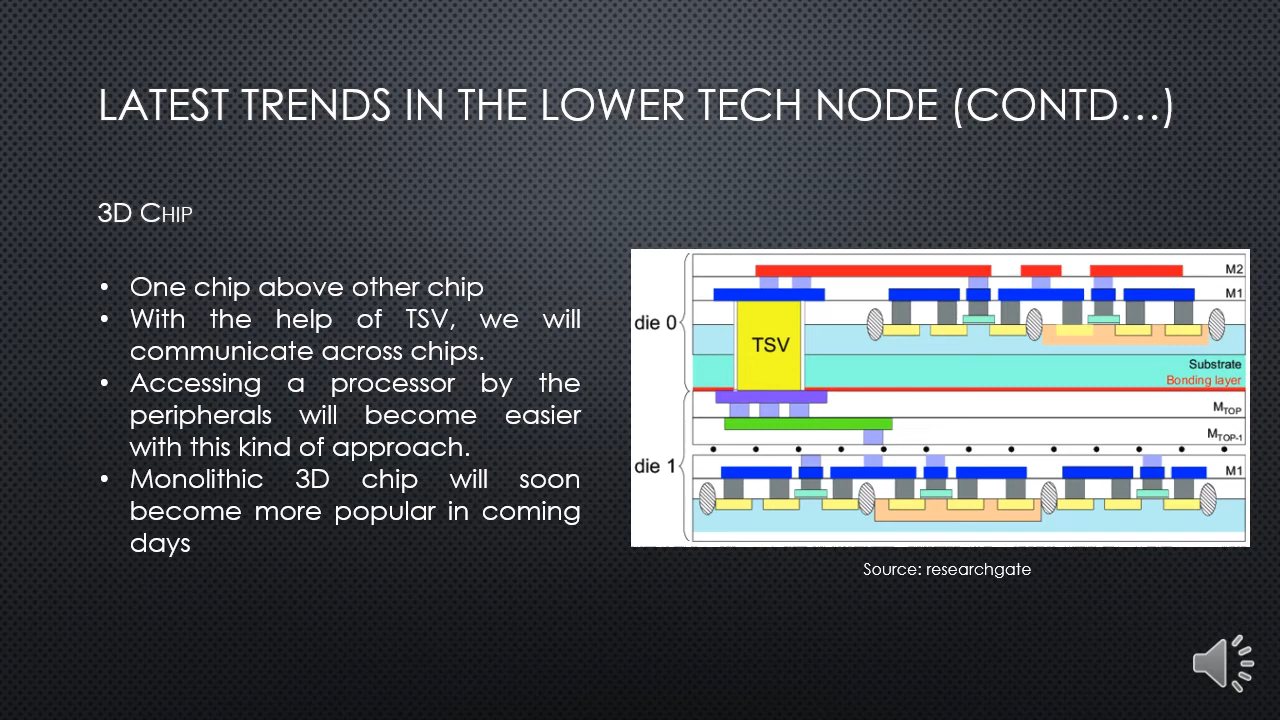 LATEST TRENDS IN THE LOWER TECH NODE (CONTD...)
3D CHIP
• One chip above other chip
• With the help of TSV, we will
communicate across chips.
• Accessing a processor by the
peripherals will become easier
with this kind of approach.
• Monolithic 3D chip will soon
become more popular in coming
days
M2
M1
die 0
TSV
Substrate
Bonding layer
MTOP
MTOP-1
die 1
M1
Source: researchgate